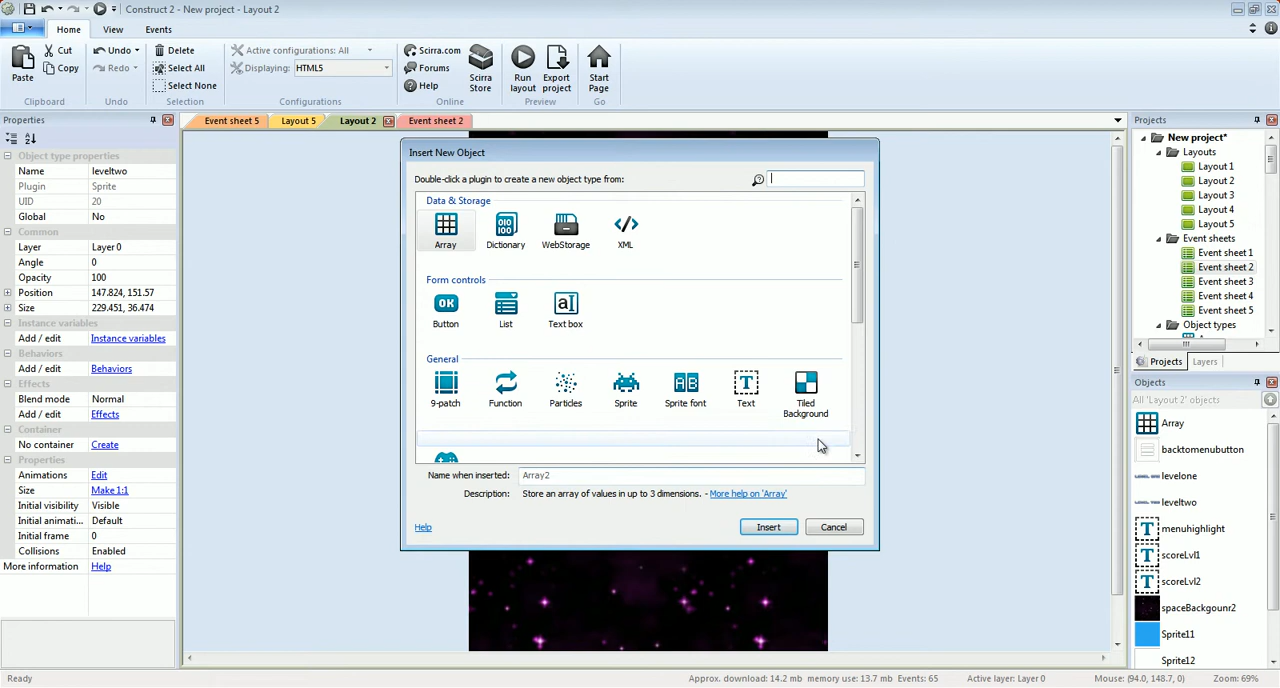 Construct 2 - New project - Layout 2
Home View Events
Paste Cut Copy Clipboard
Undo Redo Undo
Delete Select All Select None Selection
Active configurations: All
Displaying: HTML5
Configurations
Scirra.com Forums Help Scirra Store Online
Run layout Export project Preview
Start Page Go
Properties
Event sheet 5 Layout 5 Layout 2 Event sheet 2
Projects
Object type properties
Name leveltwo
Plugin Sprite
UID 20
Global No
Common
Layer Layer 0
Angle 0
Opacity 100
Position 147.824, 151.57
Size 229.451, 36.474
Instance variables
Add / edit Instance variables
Behaviors
Add / edit Behaviors
Effects
Blend mode Normal
Add / edit Effects
Container
No container Create
Properties
Animations Edit
Size Make 1:1
Initial visibility Visible
Initial animati... Default
Initial frame 0
Collisions Enabled
More information Help
Insert New Object
Double-click a plugin to create a new object type from:
Data & Storage
Array Dictionary WebStorage XML
Form controls
OK aI
Button List Text box
General
AB T
9-patch Function Particles Sprite Sprite font Text Tiled Background
Name when inserted: Array2
Description: Store an array of values in up to 3 dimensions. - More help on 'Array'
Help Insert Cancel
New project*
Layouts
Layout 1
Layout 2
Layout 3
Layout 4
Layout 5
Event sheets
Event sheet 1
Event sheet 2
Event sheet 3
Event sheet 4
Event sheet 5
Object types
Projects Layers
Objects
All 'Layout 2' objects
Array
backtomenubutton
levelone
leveltwo
T menuhighlight
T scoreLvl1
T scoreLvl2
spaceBackgounr2
Sprite11
Sprite12
Ready
Approx. download: 14.2 mb memory use: 13.7 mb Events: 65 Active layer: Layer 0 Mouse: (94.0, 148.7, 0) Zoom: 69%